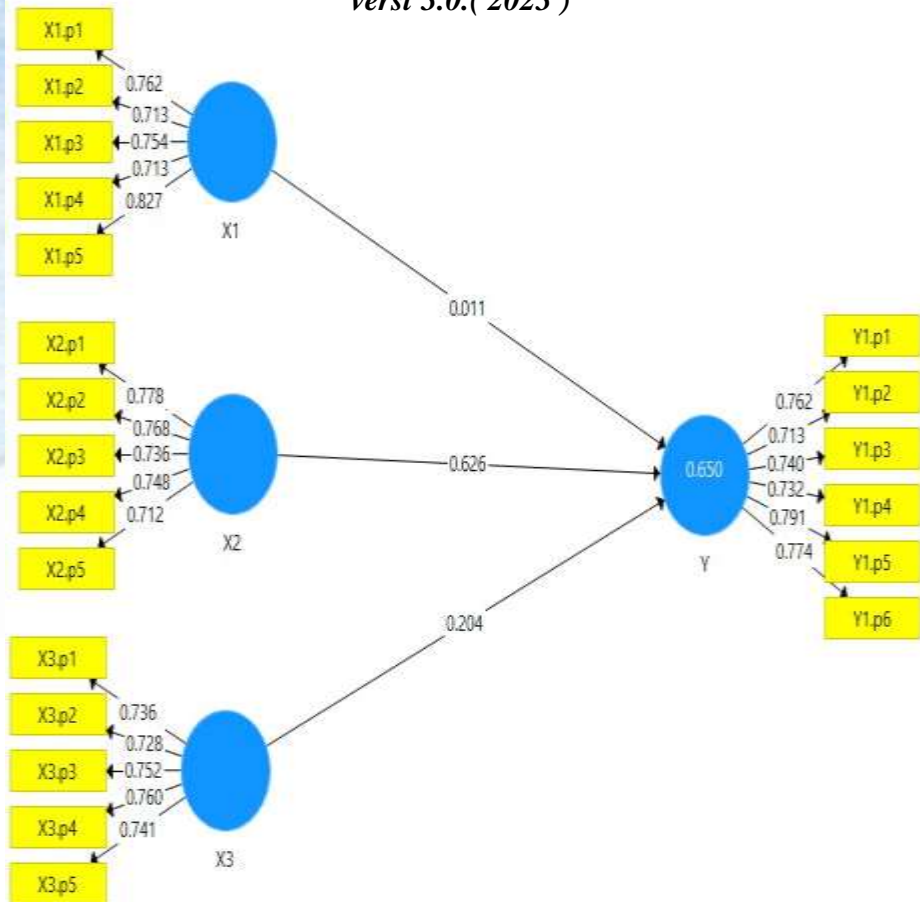 versi 3.0.( 2023 )
X1.p1
X1.p2
X1.p3
X1.p4
X1.p5
0.762
0.713
0.754
0.713
0.827
X1
0.011
X2.p1
X2.p2
X2.p3
X2.p4
X2.p5
0.778
0.768
0.736
0.748
0.712
X2
0.626
X3.p1
X3.p2
X3.p3
X3.p4
X3.p5
0.736
0.728
0.752
0.760
0.741
X3
0.204
0.650
Y
0.762
0.713
0.740
0.732
0.791
0.774
Y1.p1
Y1.p2
Y1.p3
Y1.p4
Y1.p5
Y1.p6